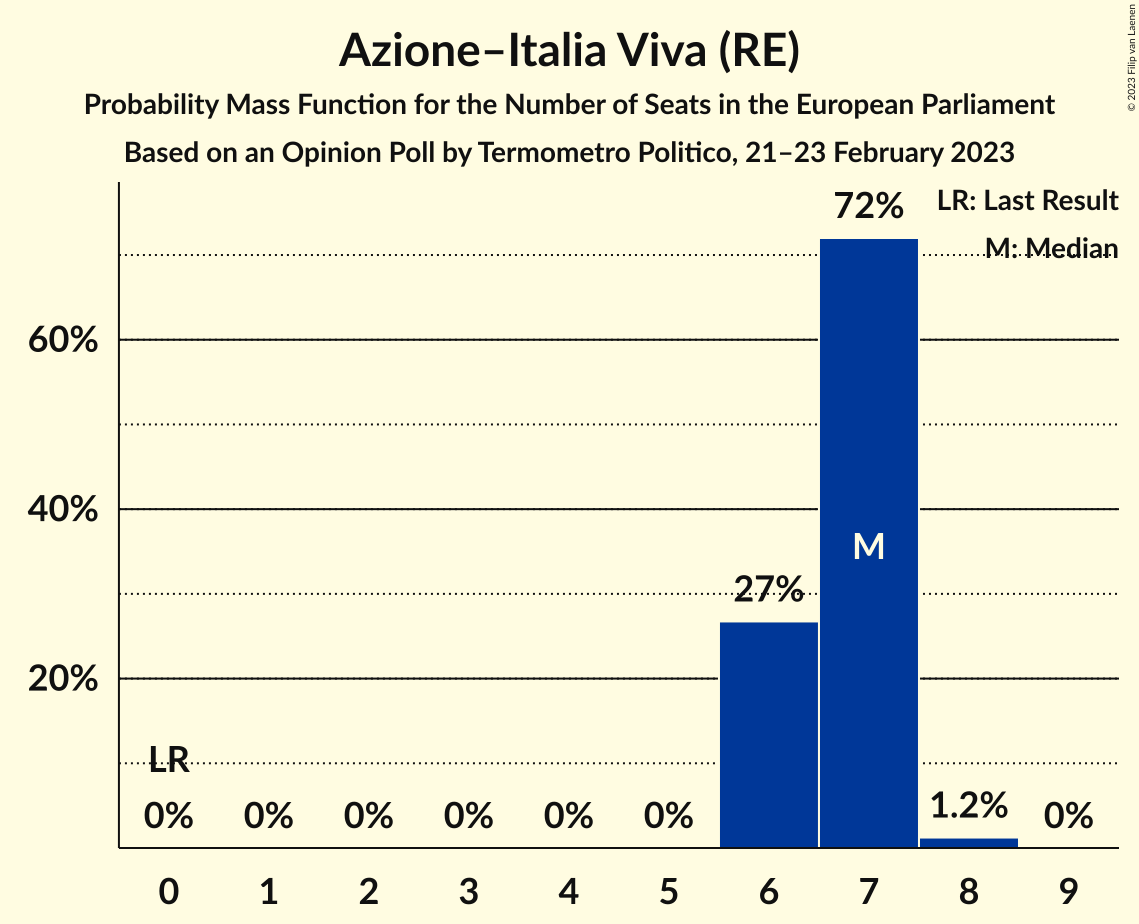 Azione–Italia Viva (RE)
Probability Mass Function for the Number of Seats in the European Parliament
Based on an Opinion Poll by Termometro Politico, 21–23 February 2023
© 2023 Filip van Laenen
LR: Last Result
M: Median
72%
60%
40%
M
27%
20%
LR
0% 0% 0% 0% 0% 0% 1.2% 0%
0 1 2 3 4 5 6 7 8 9